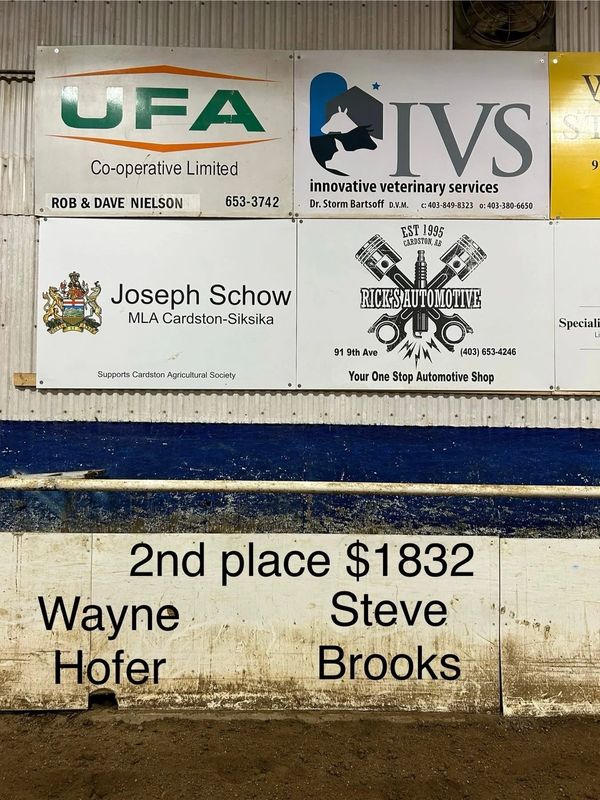 UFA
Co-operative Limited
ROB & DAVE NIELSON 653-3742
IVS
innovative veterinary services
Dr. Storm Bartsoff D.V.M. c: 403-849-8323 o: 403-380-6650
Joseph Schow
MLA Cardston-Siksika
Supports Cardston Agricultural Society
EST 1995
CARDSTON, AB
RICK'S AUTOMOTIVE
91 9th Ave (403) 653-4246
Your One Stop Automotive Shop
9
Speciali
2nd place $1832
Wayne
Hofer
Steve
Brooks